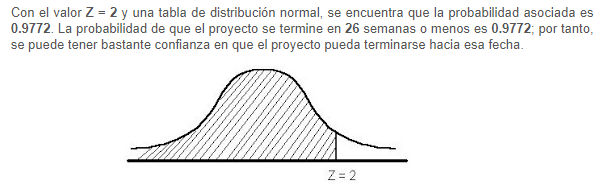 Con el valor Z = 2 y una tabla de distribución normal, se encuentra que la probabilidad asociada es
0.9772. La probabilidad de que el proyecto se termine en 26 semanas o menos es 0.9772; por tanto,
se puede tener bastante confianza en que el proyecto pueda terminarse hacia esa fecha.
Z = 2